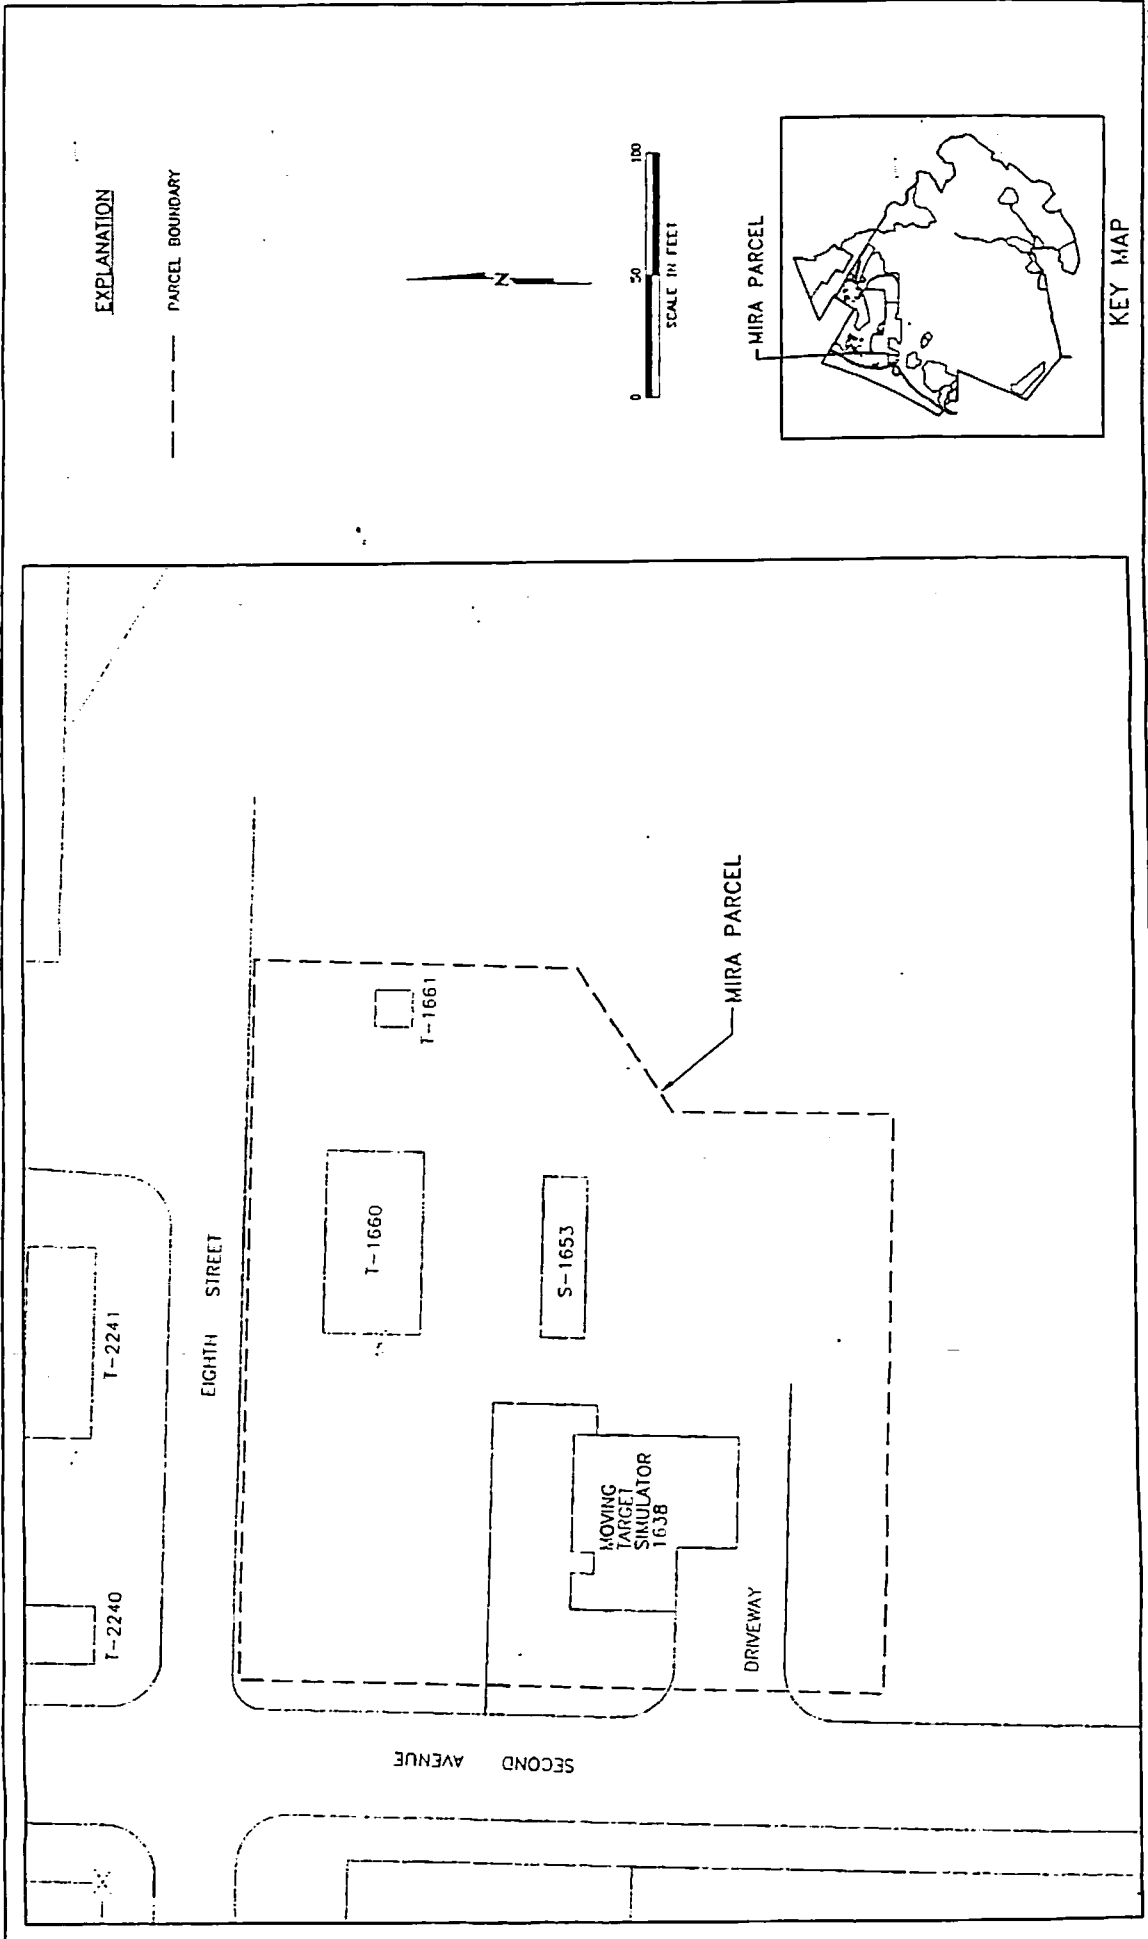 T-2240
T-2241
EIGHTH STREET
T-1660
T-1661
S-1653
MOVING
TARGET
SIMULATOR
1638
DRIVEWAY
SECOND AVENUE
MIRA PARCEL
EXPLANATION
PARCEL BOUNDARY
N
0 50 100
SCALE IN FEET
MIRA PARCEL
KEY MAP